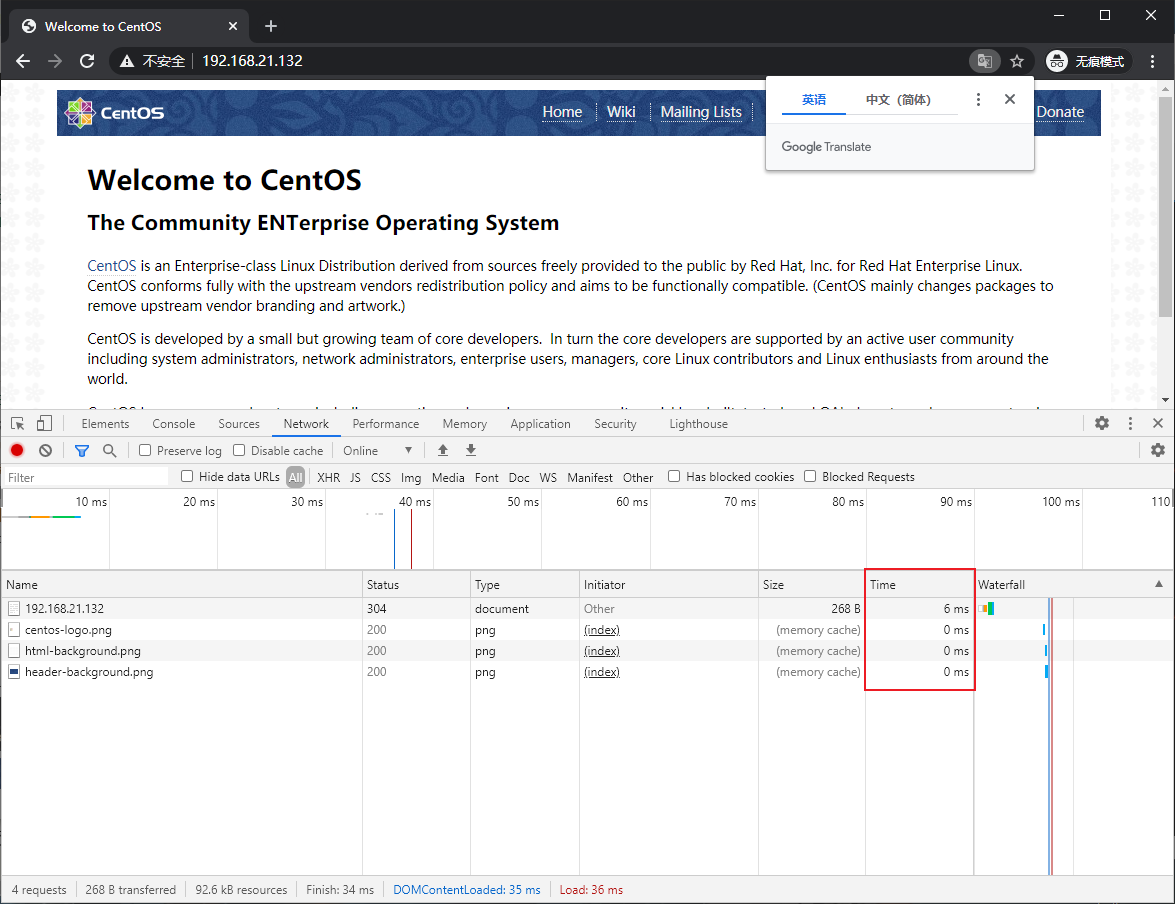 Welcome to CentOS
不安全 192.168.21.132 无痕模式
CentOS Home Wiki Mailing Lists Donate
英语 中文（简体）
Google Translate
Welcome to CentOS
The Community ENTerprise Operating System
CentOS is an Enterprise-class Linux Distribution derived from sources freely provided to the public by Red Hat, Inc. for Red Hat Enterprise Linux.
CentOS conforms fully with the upstream vendors redistribution policy and aims to be functionally compatible. (CentOS mainly changes packages to
remove upstream vendor branding and artwork.)
CentOS is developed by a small but growing team of core developers.  In turn the core developers are supported by an active user community
including system administrators, network administrators, enterprise users, managers, core Linux contributors and Linux enthusiasts from around the
world.
Elements Console Sources Network Performance Memory Application Security Lighthouse
Preserve log Disable cache Online
Filter Hide data URLs All XHR JS CSS Img Media Font Doc WS Manifest Other Has blocked cookies Blocked Requests
10 ms 20 ms 30 ms 40 ms 50 ms 60 ms 70 ms 80 ms 90 ms 100 ms 110
Name Status Type Initiator Size Time Waterfall
192.168.21.132 304 document Other 268 B 6 ms
centos-logo.png 200 png (index) (memory cache) 0 ms
html-background.png 200 png (index) (memory cache) 0 ms
header-background.png 200 png (index) (memory cache) 0 ms
4 requests 268 B transferred 92.6 kB resources Finish: 34 ms DOMContentLoaded: 35 ms Load: 36 ms